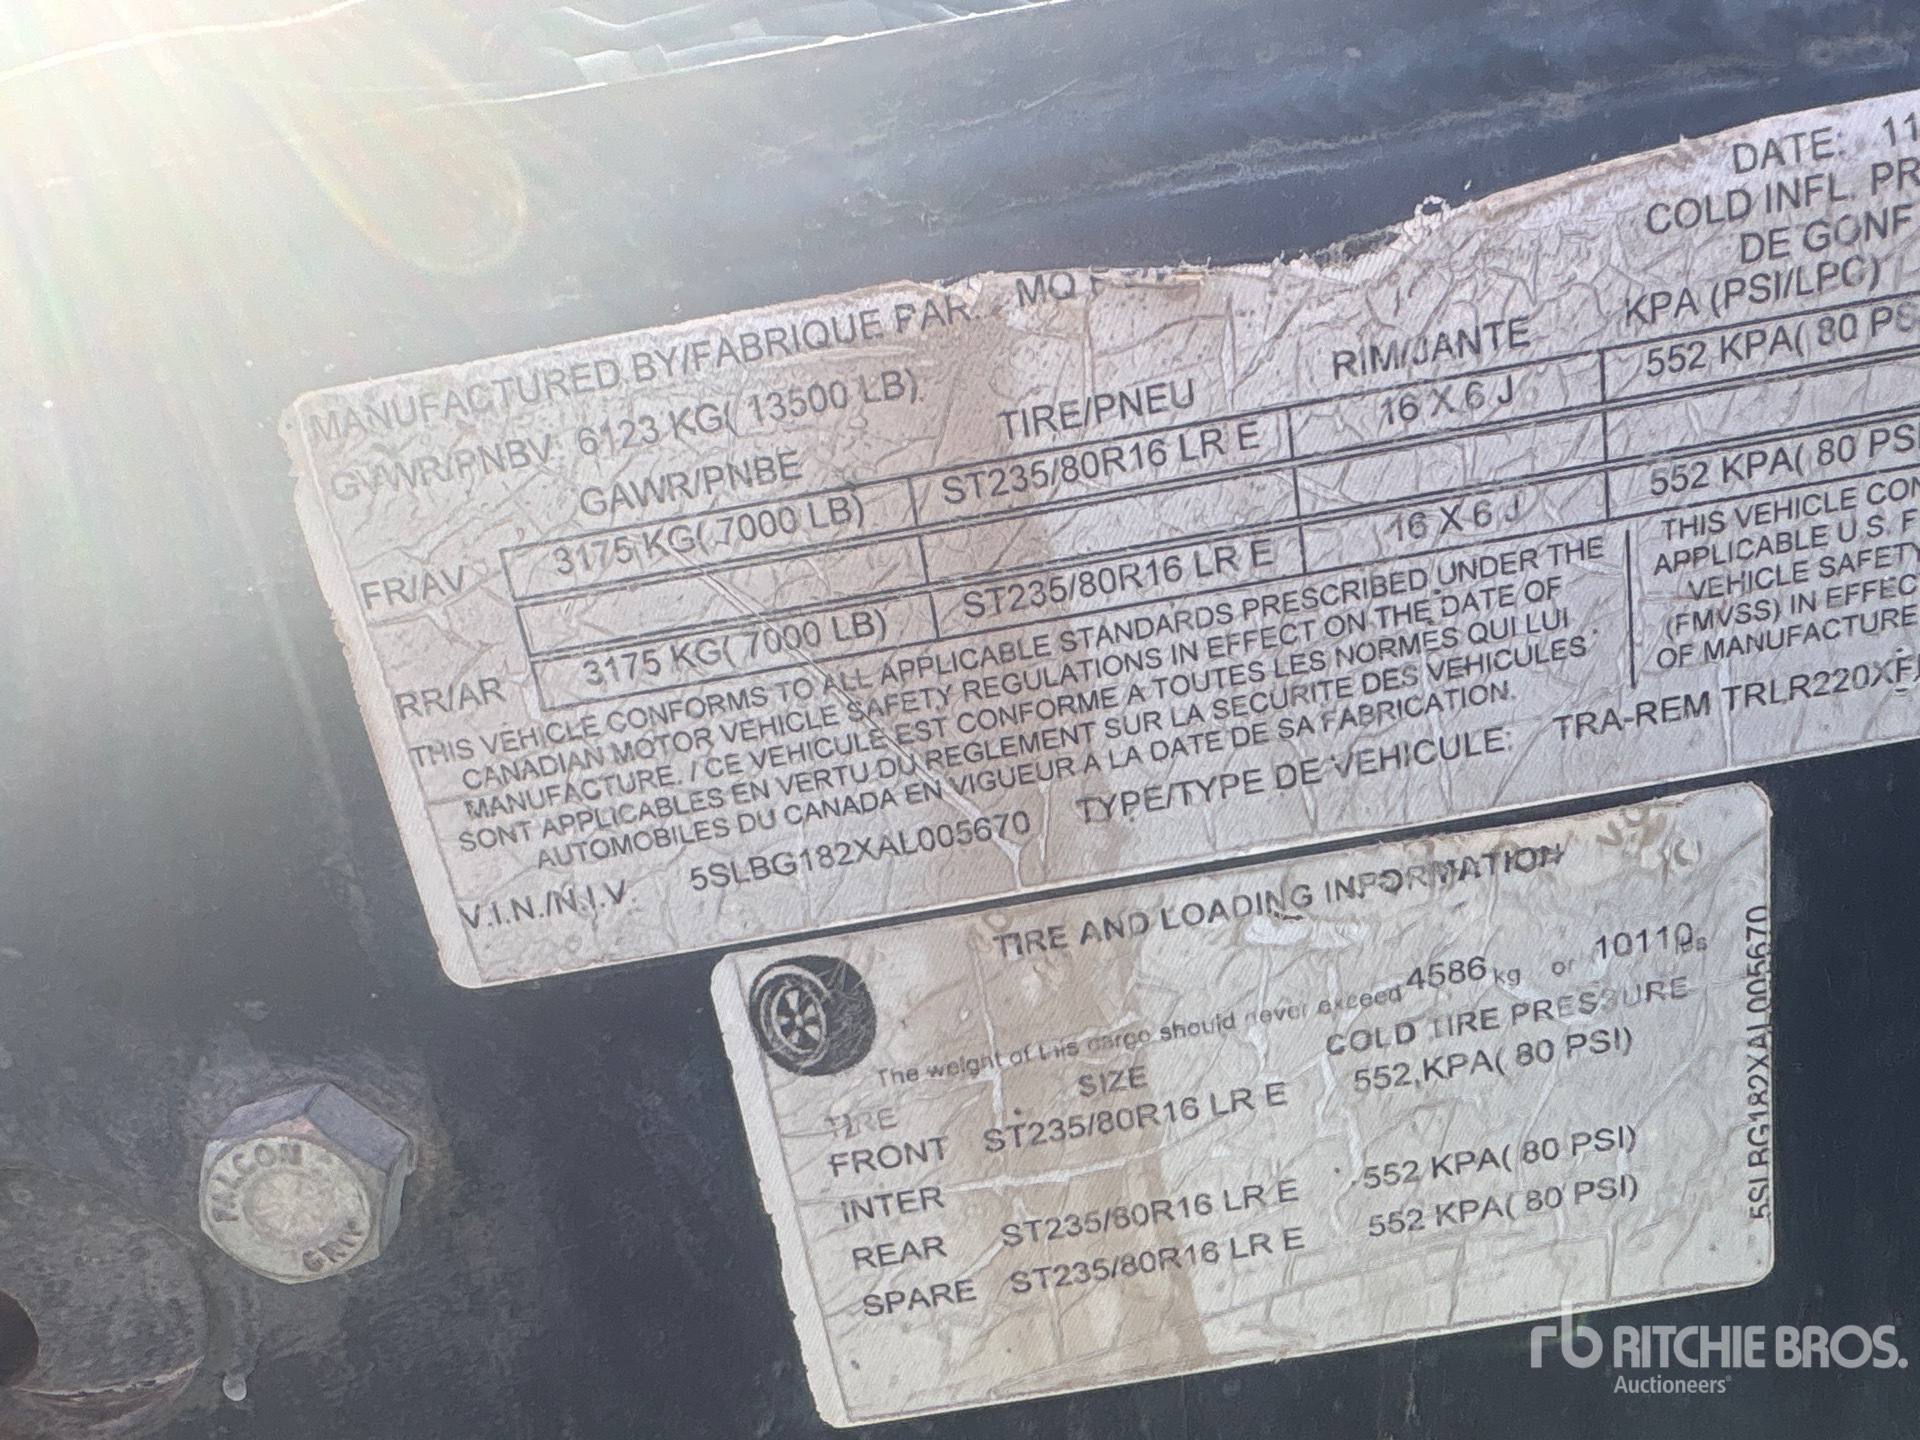 DATE: 11
MANUFACTURED BY/FABRIQUE PAR: MQ
COLD INFL. PR
GVWR/PNBV: 6123 KG( 13500 LB)
DE GONF
GAWR/PNBE TIRE/PNEU RIM/JANTE KPA (PSI/LPC)
FR/AV 3175 KG( 7000 LB) ST235/80R16 LR E 16 X 6 J 552 KPA( 80 PS
RR/AR 3175 KG( 7000 LB) ST235/80R16 LR E 16 X 6 J 552 KPA( 80 PSI
THIS VEHICLE CONFORMS TO ALL APPLICABLE STANDARDS PRESCRIBED UNDER THE
CANADIAN MOTOR VEHICLE SAFETY REGULATIONS IN EFFECT ON THE DATE OF
MANUFACTURE. / CE VEHICULE EST CONFORME A TOUTES LES NORMES QUI LUI
SONT APPLICABLES EN VERTU DU REGLEMENT SUR LA SECURITE DES VEHICULES
AUTOMOBILES DU CANADA EN VIGUEUR A LA DATE DE SA FABRICATION.
THIS VEHICLE CON
APPLICABLE U.S. F
VEHICLE SAFETY
(FMVSS) IN EFFEC
OF MANUFACTURE
V.I.N./N.I.V. 5SLBG182XAL005670 TYPE/TYPE DE VEHICULE: TRA-REM TRLR220XF
TIRE AND LOADING INFORMATION
The weight of this cargo should never exceed 4586 kg or 10110 lbs
TIRE SIZE COLD TIRE PRESSURE
FRONT ST235/80R16 LR E 552 KPA( 80 PSI)
INTER
REAR ST235/80R16 LR E 552 KPA( 80 PSI)
SPARE ST235/80R16 LR E 552 KPA( 80 PSI)
5SLBG182XAL005670
FALCON
GRIP
rb RITCHIE BROS.
Auctioneers